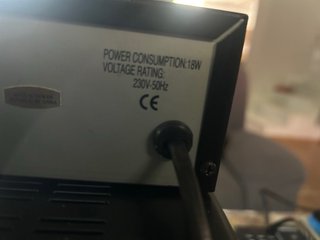 POWER CONSUMPTION:18W
VOLTAGE RATING:
230V-50Hz
CE